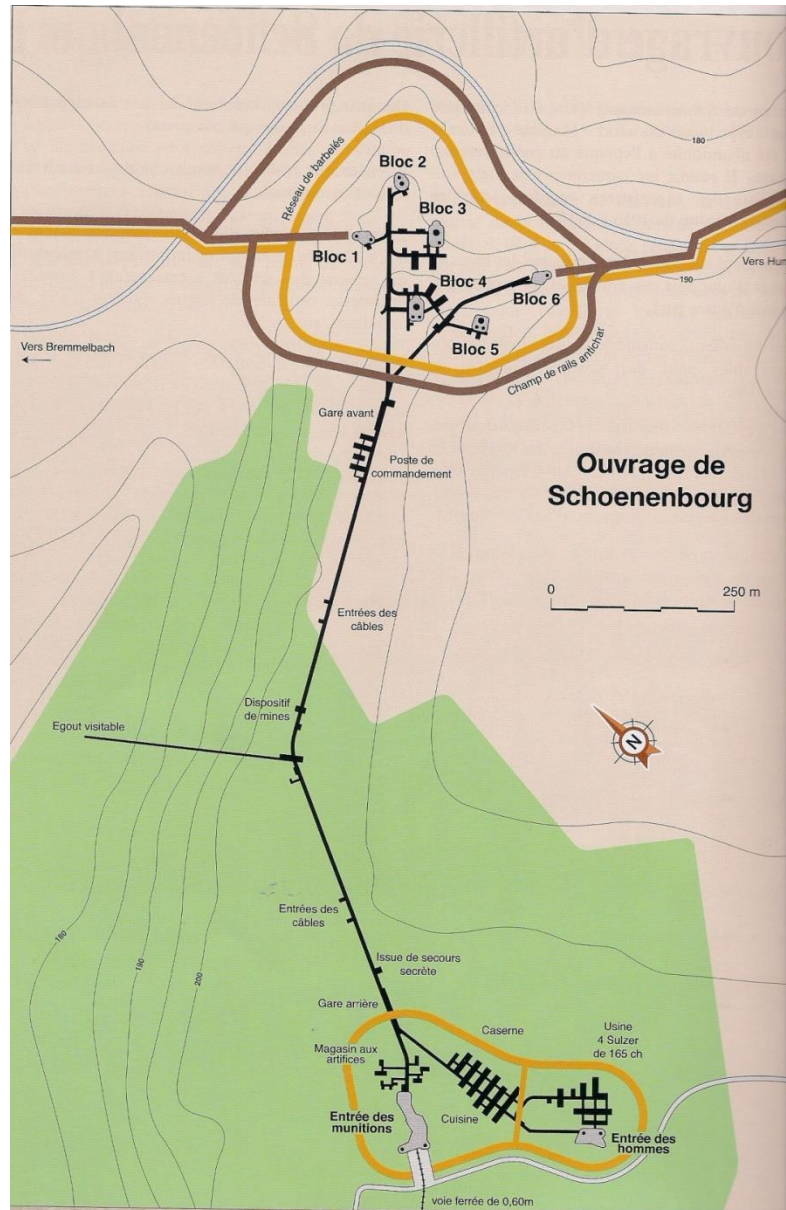 180
Bloc 2
Réseau de barbelés
Bloc 3
Bloc 1
Vers Hun
190
Bloc 4
Bloc 6
Vers Bremmelbach
Bloc 5
Champ de rails antichar
Gare avant
Poste de
commandement
Ouvrage de
Schoenenbourg
0
250 m
Entrées des
câbles
Dispositif
de mines
Egout visitable
N
Entrées des
câbles
180
190
200
Issue de secours
secrète
Gare arrière
Caserne
Usine
4 Sulzer
de 165 ch
Magasin aux
artifices
Entrée des
munitions
Cuisine
Entrée des
hommes
voie ferrée de 0,60m